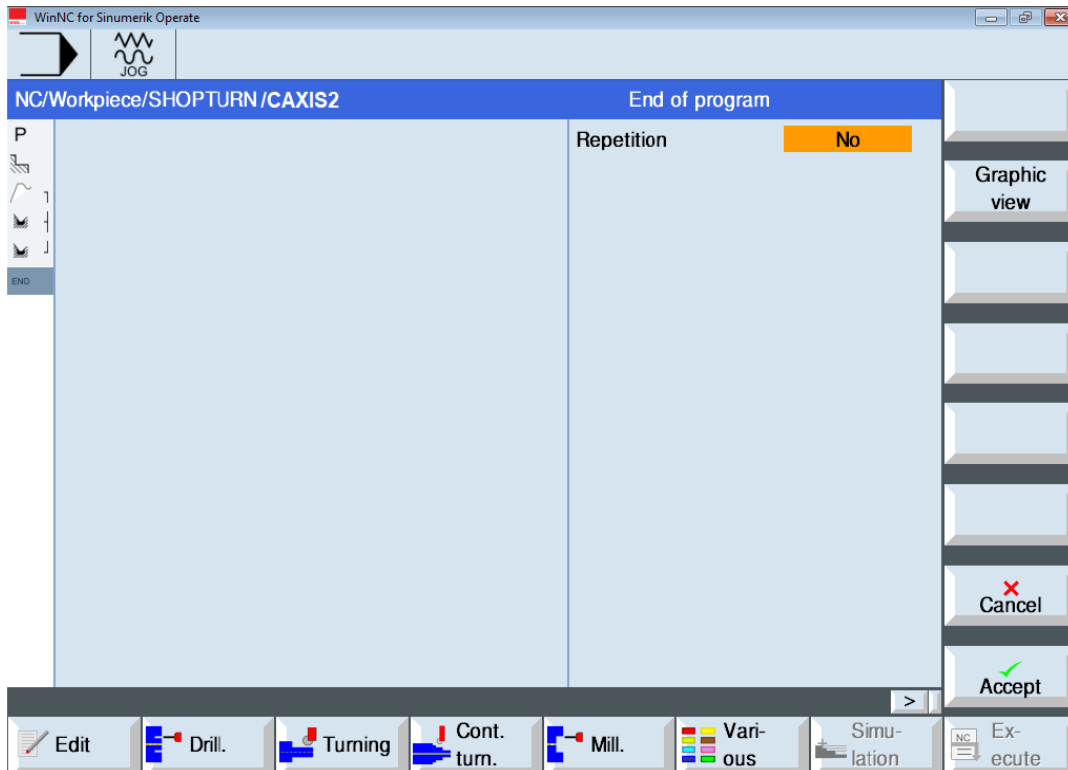 WinNC for Sinumerik Operate
JOG
NC/Workpiece/SHOPTURN/CAXIS2 End of program
P
Repetition No
Graphic
view
END
Cancel
Accept
>
Edit
Drill.
Turning
Cont.
turn.
Mill.
Vari-
ous
Simu-
lation
NC
Ex-
ecute